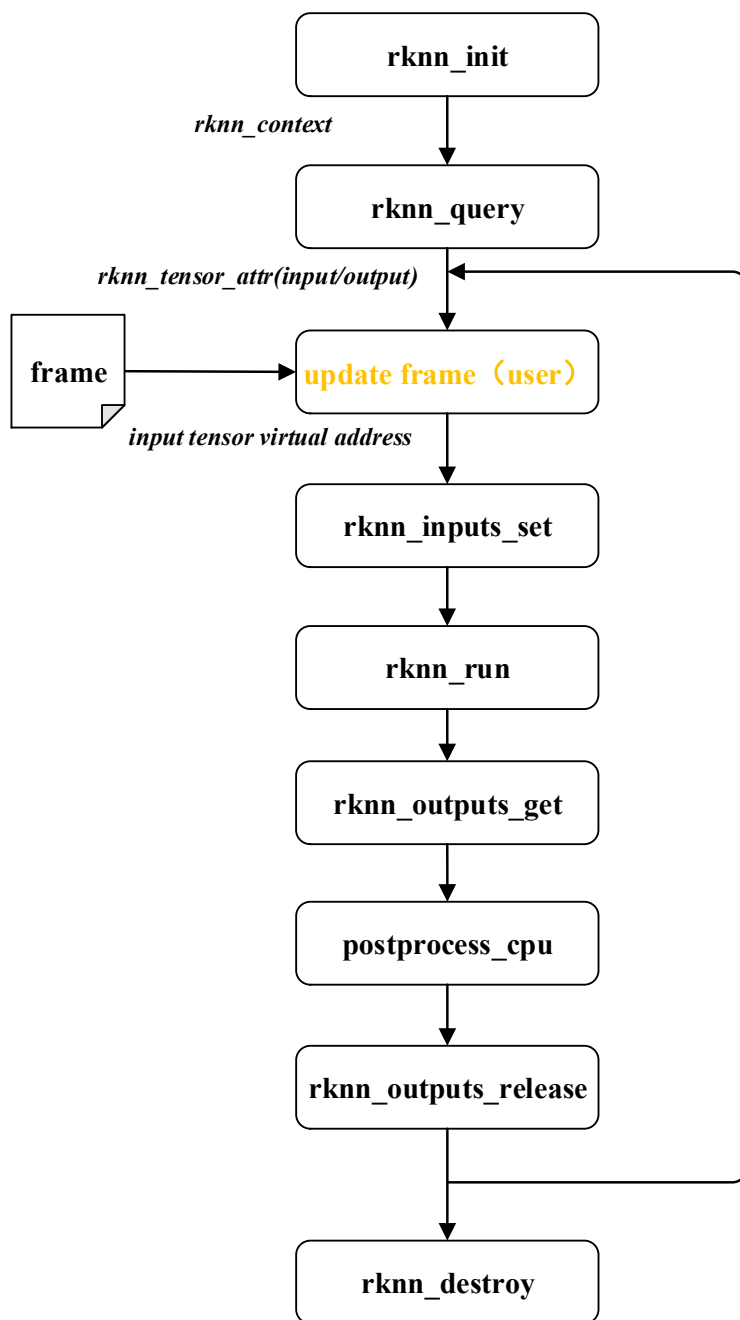 rknn_init
rknn_context
rknn_query
rknn_tensor_attr(input/output)
frame
update frame（user）
input tensor virtual address
rknn_inputs_set
rknn_run
rknn_outputs_get
postprocess_cpu
rknn_outputs_release
rknn_destroy